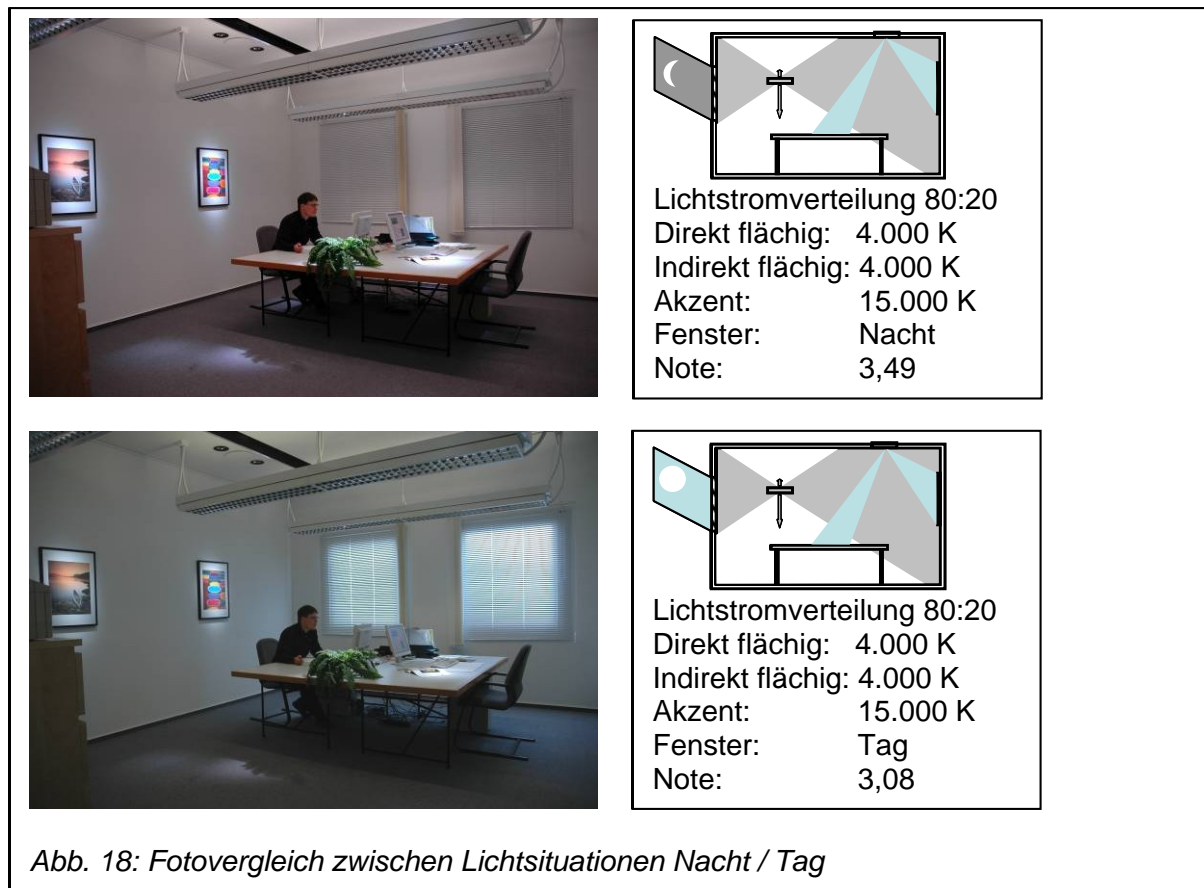 Lichtstromverteilung 80:20
Direkt flächig: 4.000 K
Indirekt flächig: 4.000 K
Akzent: 15.000 K
Fenster: Nacht
Note: 3,49
Lichtstromverteilung 80:20
Direkt flächig: 4.000 K
Indirekt flächig: 4.000 K
Akzent: 15.000 K
Fenster: Tag
Note: 3,08
Abb. 18: Fotovergleich zwischen Lichtsituationen Nacht / Tag